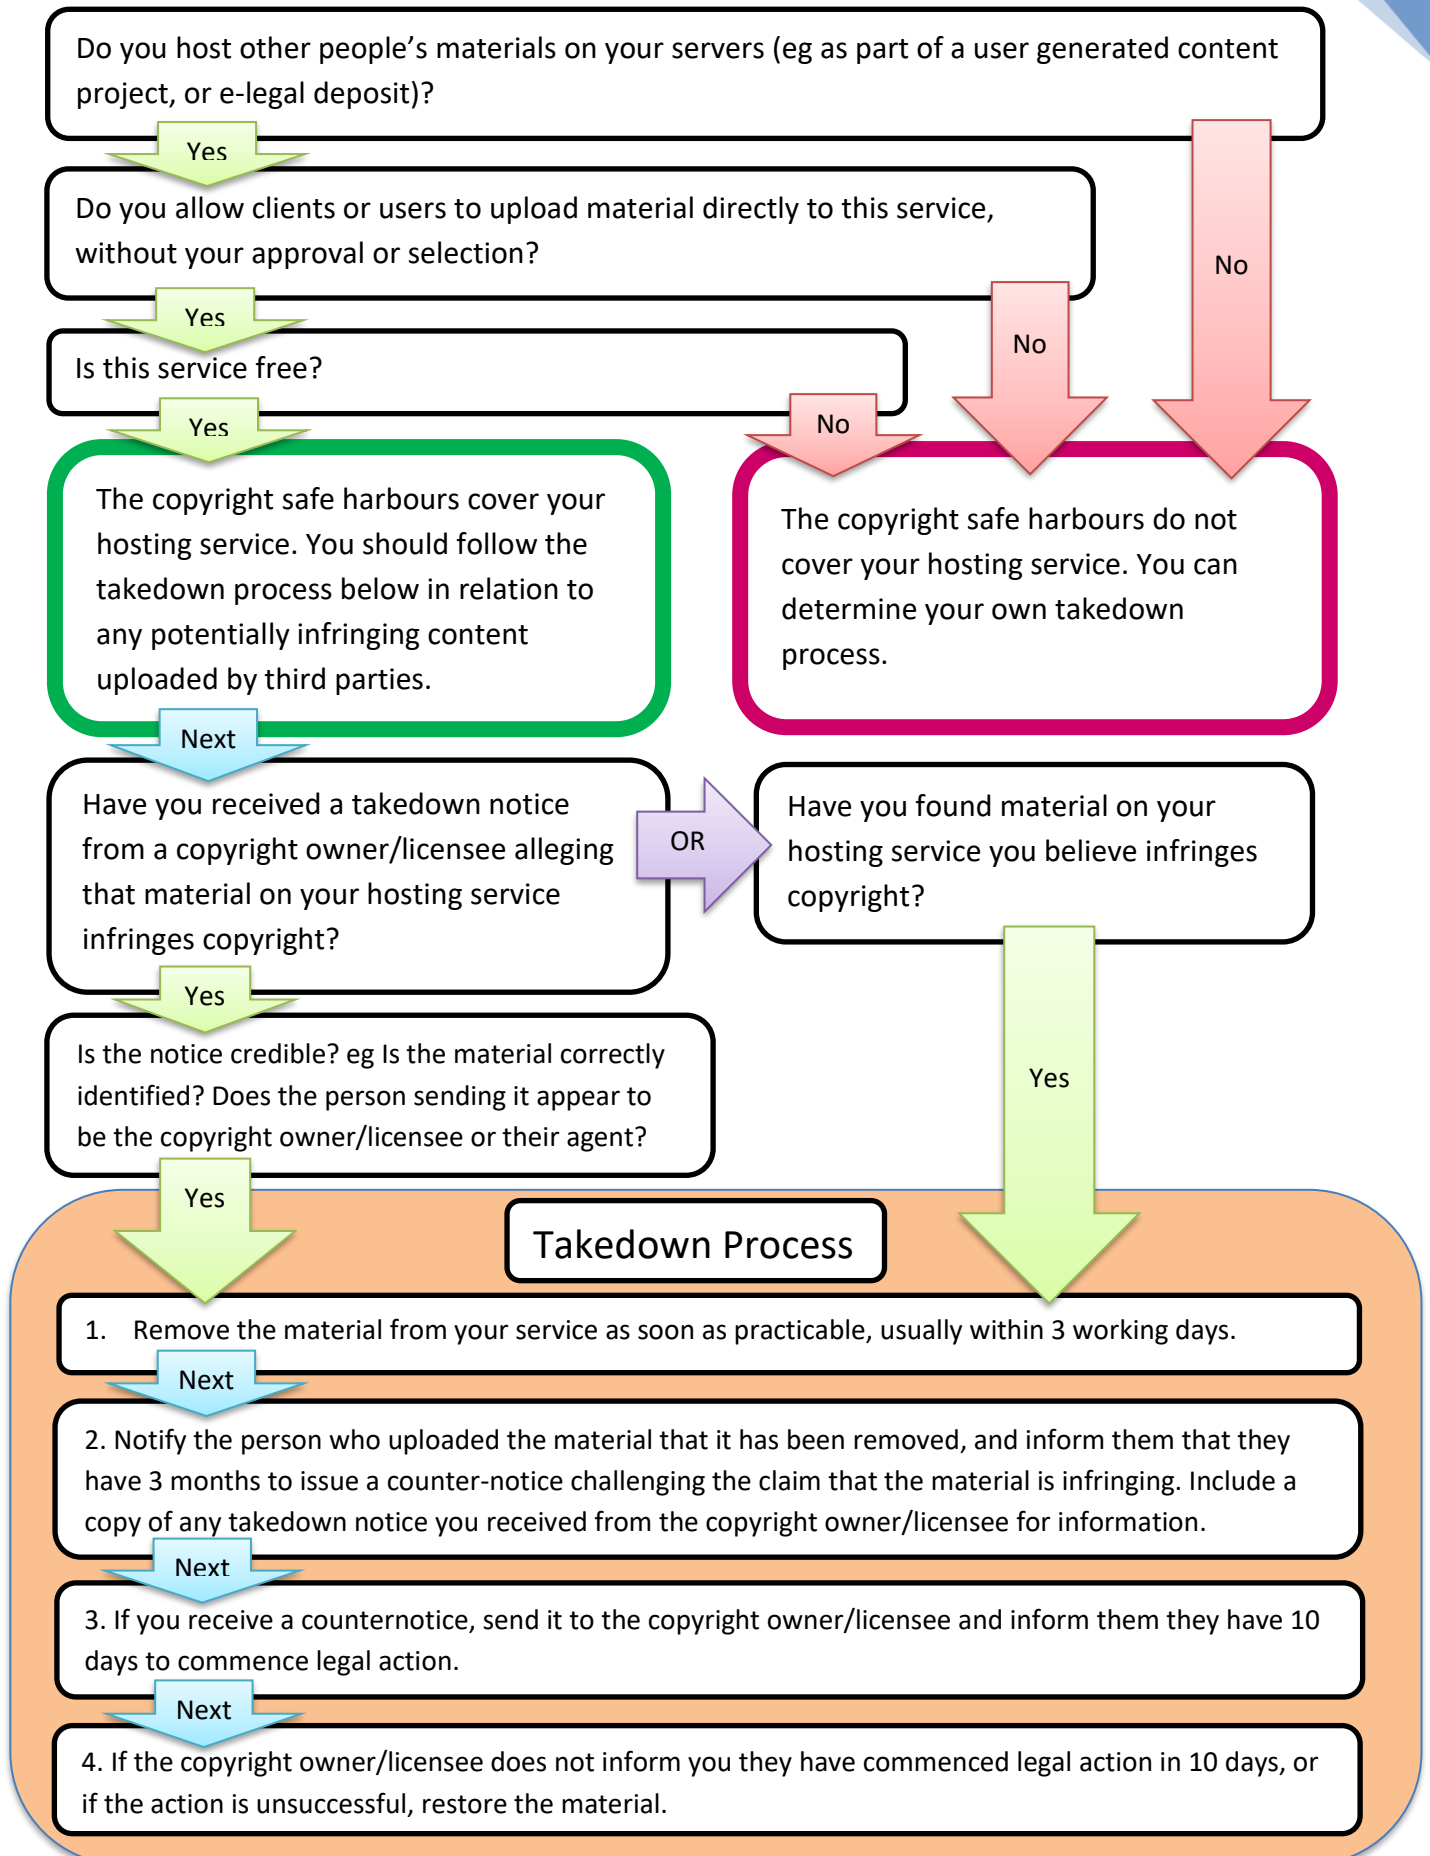 Do you host other people’s materials on your servers (eg as part of a user generated content
project, or e-legal deposit)?
Yes
No
Do you allow clients or users to upload material directly to this service,
without your approval or selection?
Yes
No
Is this service free?
Yes
No
The copyright safe harbours cover your
hosting service. You should follow the
takedown process below in relation to
any potentially infringing content
uploaded by third parties.
The copyright safe harbours do not
cover your hosting service. You can
determine your own takedown
process.
Next
Have you received a takedown notice
from a copyright owner/licensee alleging
that material on your hosting service
infringes copyright?
OR
Have you found material on your
hosting service you believe infringes
copyright?
Yes
Is the notice credible? eg Is the material correctly
identified? Does the person sending it appear to
be the copyright owner/licensee or their agent?
Yes
Yes
Takedown Process
1. Remove the material from your service as soon as practicable, usually within 3 working days.
Next
2. Notify the person who uploaded the material that it has been removed, and inform them that they
have 3 months to issue a counter-notice challenging the claim that the material is infringing. Include a
copy of any takedown notice you received from the copyright owner/licensee for information.
Next
3. If you receive a counternotice, send it to the copyright owner/licensee and inform them they have 10
days to commence legal action.
Next
4. If the copyright owner/licensee does not inform you they have commenced legal action in 10 days, or
if the action is unsuccessful, restore the material.